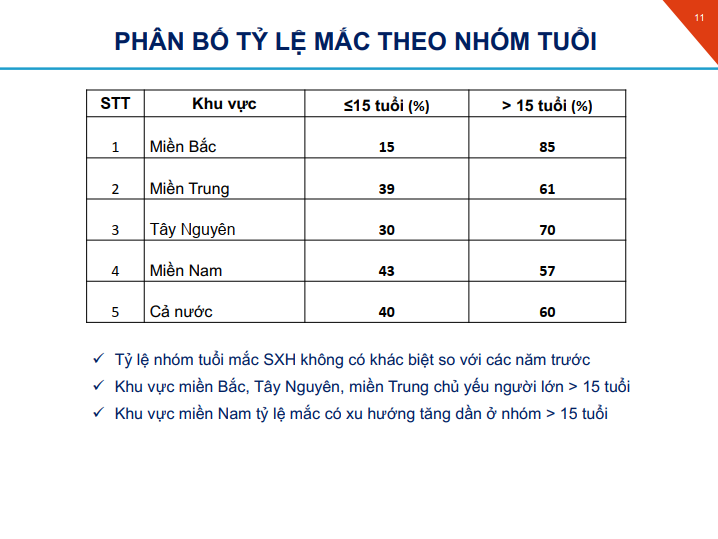 11
PHÂN BỐ TỶ LỆ MẮC THEO NHÓM TUỔI
STT Khu vực ≤15 tuổi (%) > 15 tuổi (%)
1 Miền Bắc 15 85
2 Miền Trung 39 61
3 Tây Nguyên 30 70
4 Miền Nam 43 57
5 Cả nước 40 60
✓ Tỷ lệ nhóm tuổi mắc SXH không có khác biệt so với các năm trước
✓ Khu vực miền Bắc, Tây Nguyên, miền Trung chủ yếu người lớn > 15 tuổi
✓ Khu vực miền Nam tỷ lệ mắc có xu hướng tăng dần ở nhóm > 15 tuổi